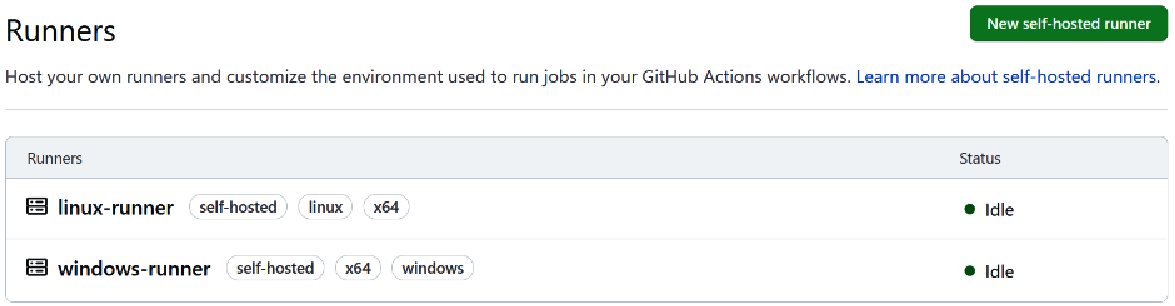 Runners
New self-hosted runner
Host your own runners and customize the environment used to run jobs in your GitHub Actions workflows. Learn more about self-hosted runners.
Runners Status
linux-runner self-hosted linux x64 Idle
windows-runner self-hosted x64 windows Idle